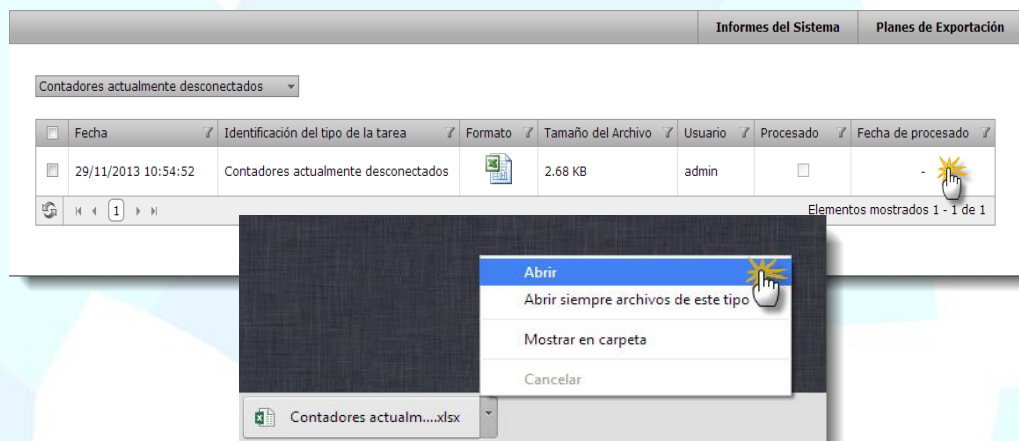 Informes del Sistema Planes de Exportación
Contadores actualmente desconectados
Fecha Identificación del tipo de la tarea Formato Tamaño del Archivo Usuario Procesado Fecha de procesado
29/11/2013 10:54:52 Contadores actualmente desconectados 2.68 KB admin -
1 Elementos mostrados 1 - 1 de 1
Abrir
Abrir siempre archivos de este tipo
Mostrar en carpeta
Cancelar
Contadores actualm....xlsx